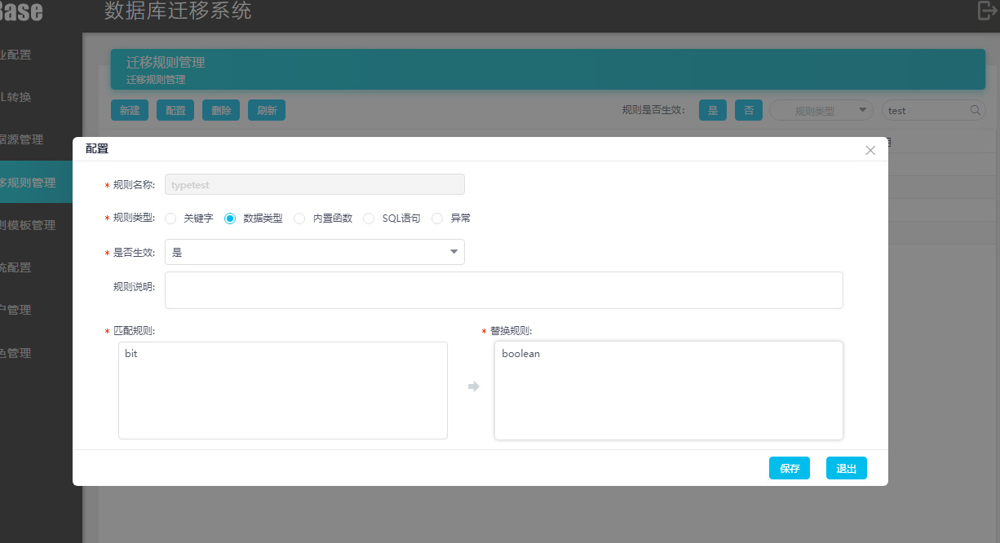 Base
数据库迁移系统
业配置
L转换
据源管理
移规则管理
则模板管理
统配置
户管理
色管理
迁移规则管理
迁移规则管理
新建 配置 删除 刷新 规则是否生效: 是 否 规则类型 test
配置
* 规则名称: typetest
* 规则类型: 关键字 数据类型 内置函数 SQL语句 异常
* 是否生效: 是
规则说明:
* 匹配规则: * 替换规则:
bit boolean
保存 退出